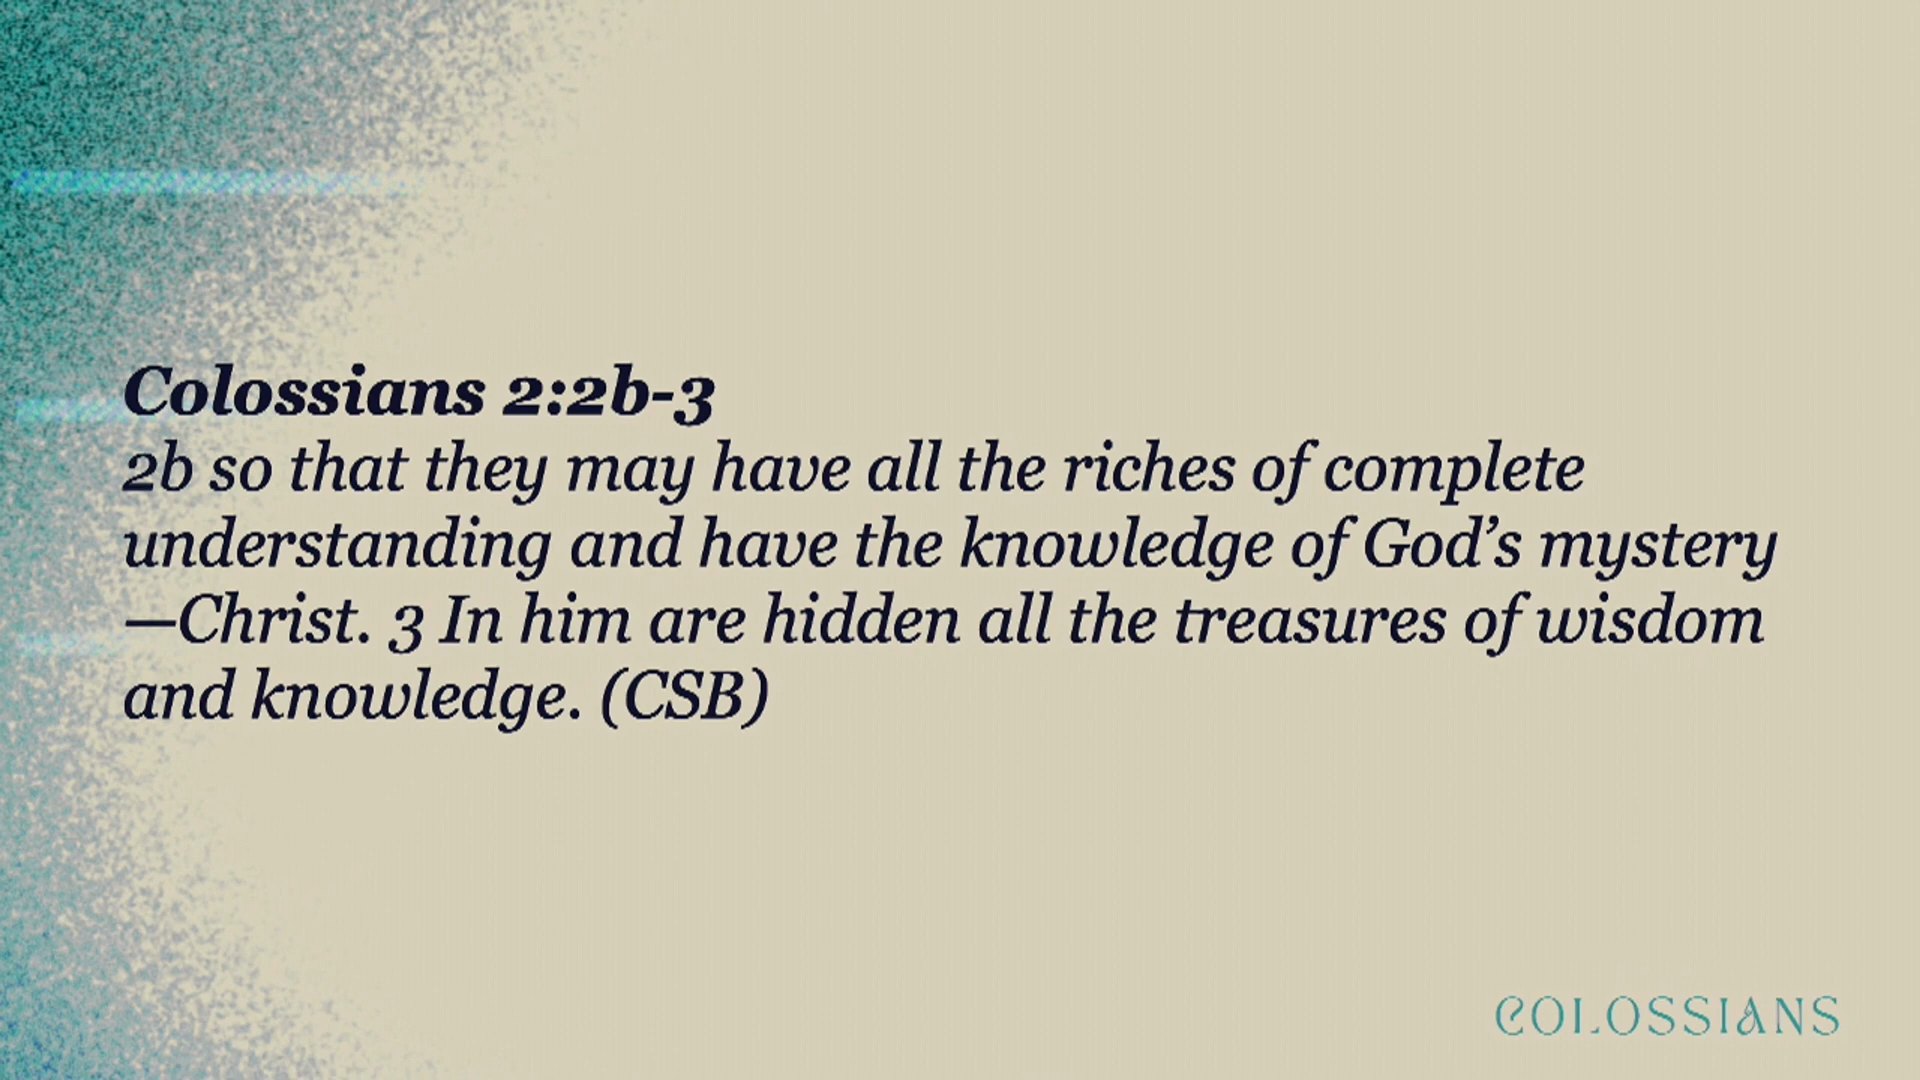 Colossians 2:2b-3
2b so that they may have all the riches of complete
understanding and have the knowledge of God’s mystery
—Christ. 3 In him are hidden all the treasures of wisdom
and knowledge. (CSB)
COLOSSIANS